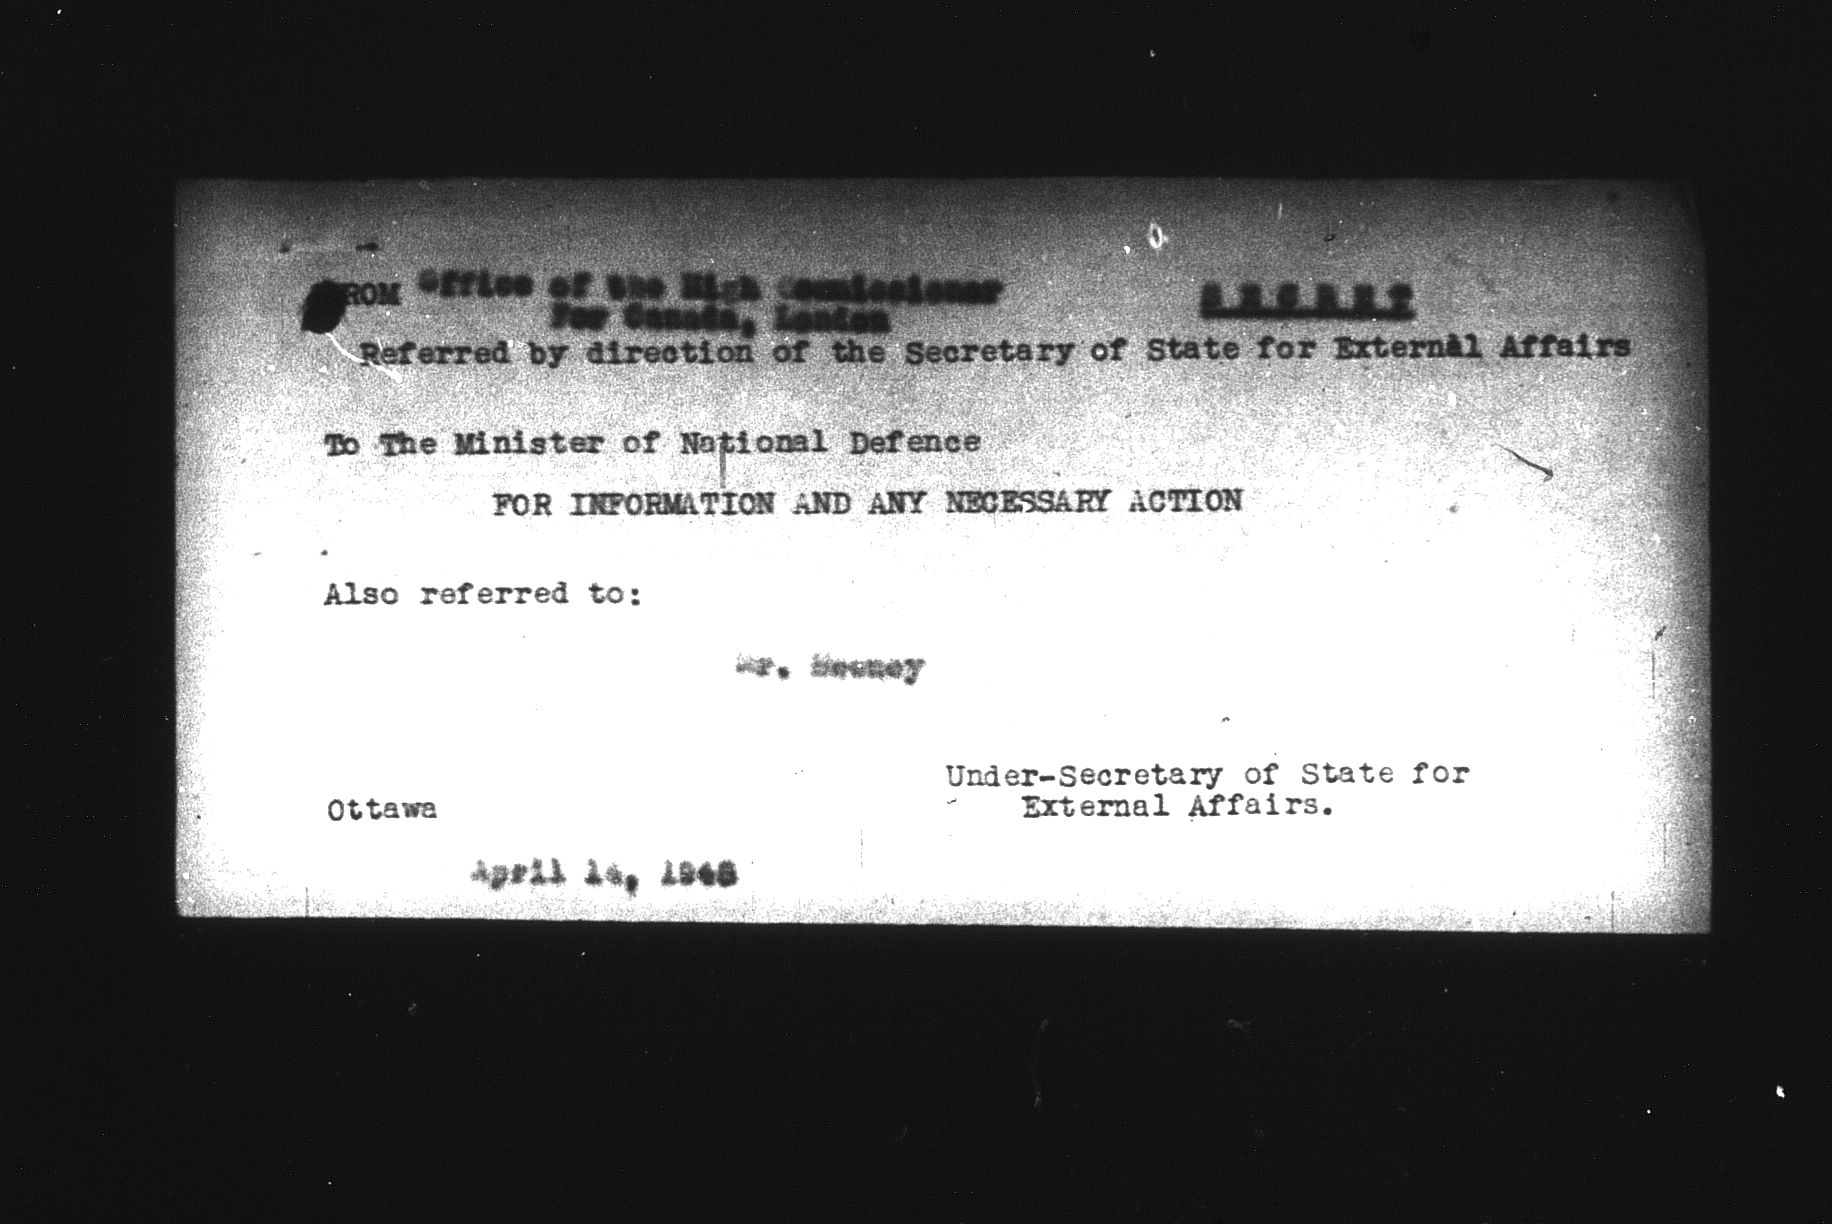 FROM Office of the High Commissioner
For Canada, London
SECRET
Referred by direction of the Secretary of State for External Affairs
To The Minister of National Defence
FOR INFORMATION AND ANY NECESSARY ACTION
Also referred to:
Mr. Heeney
Under-Secretary of State for
External Affairs.
Ottawa
April 14,